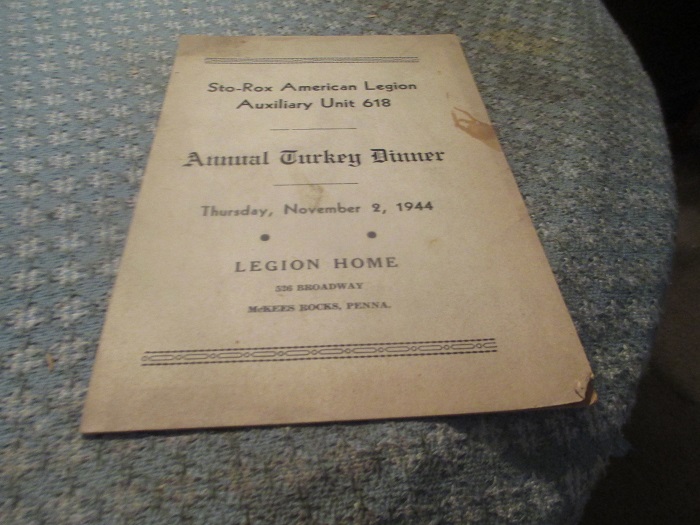 Sto-Rox American Legion
Auxiliary Unit 618
Annual Turkey Dinner
Thursday, November 2, 1944
LEGION HOME
526 BROADWAY
McKEES ROCKS, PENNA.